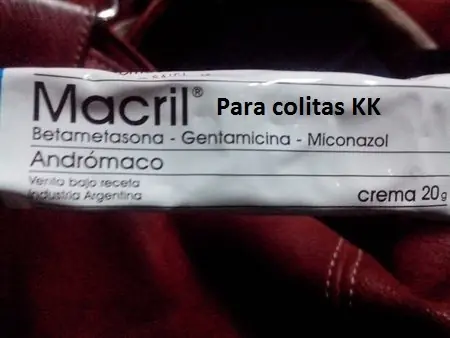 Macril® Para colitas KK
Betametasona - Gentamicina - Miconazol
Andrómaco
Venta bajo receta
Industria Argentina
crema 20g